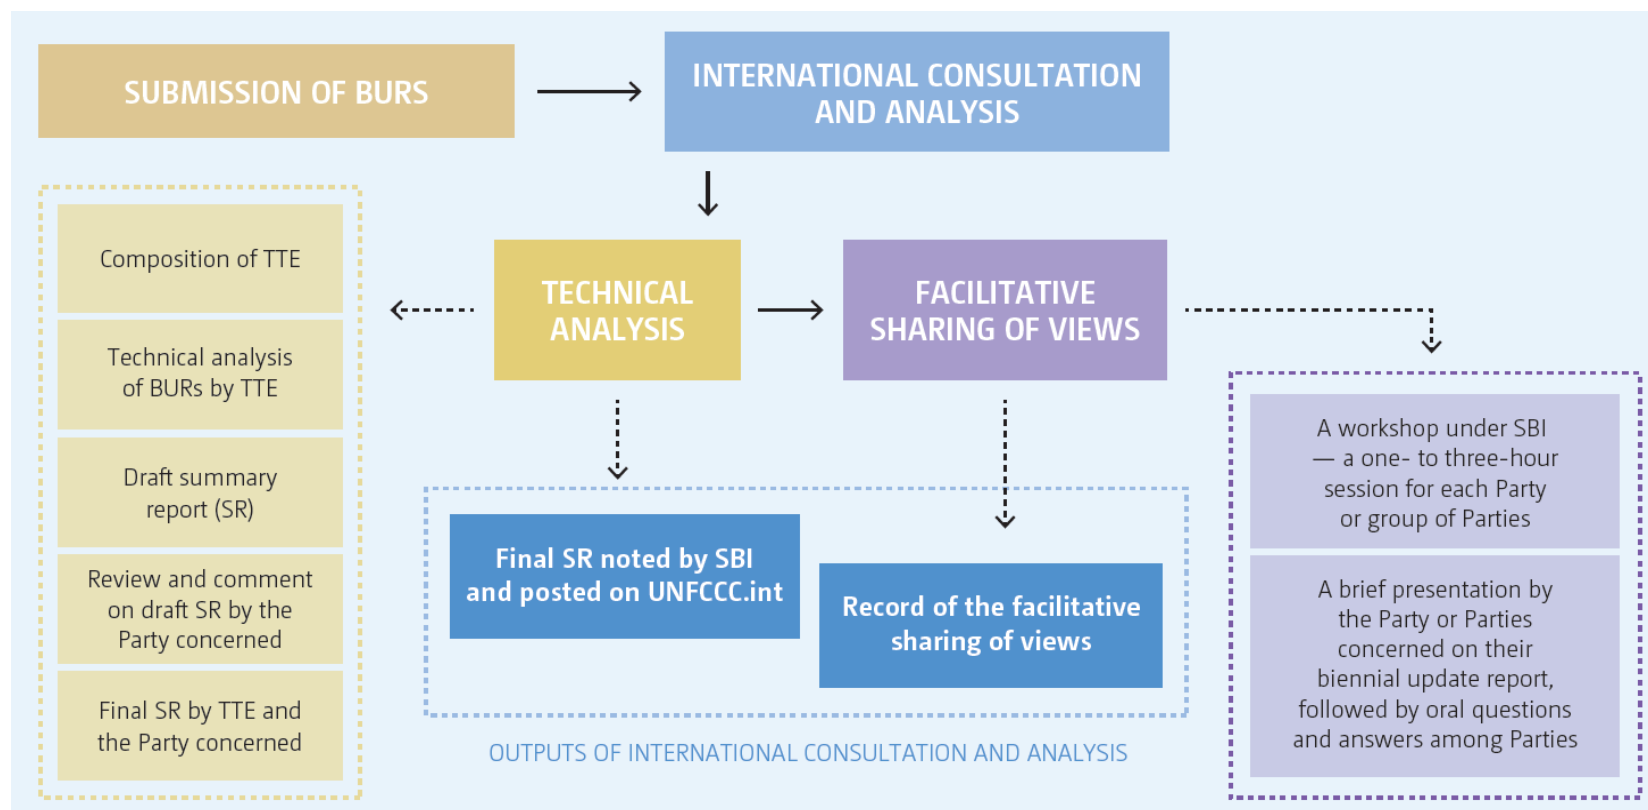 SUBMISSION OF BURS
INTERNATIONAL CONSULTATION
AND ANALYSIS
Composition of TTE
Technical analysis
of BURs by TTE
Draft summary
report (SR)
Review and comment
on draft SR by the
Party concerned
Final SR by TTE and
the Party concerned
TECHNICAL
ANALYSIS
FACILITATIVE
SHARING OF VIEWS
Final SR noted by SBI
and posted on UNFCCC.int
Record of the facilitative
sharing of views
OUTPUTS OF INTERNATIONAL CONSULTATION AND ANALYSIS
A workshop under SBI
— a one- to three-hour
session for each Party
or group of Parties
A brief presentation by
the Party or Parties
concerned on their
biennial update report,
followed by oral questions
and answers among Parties